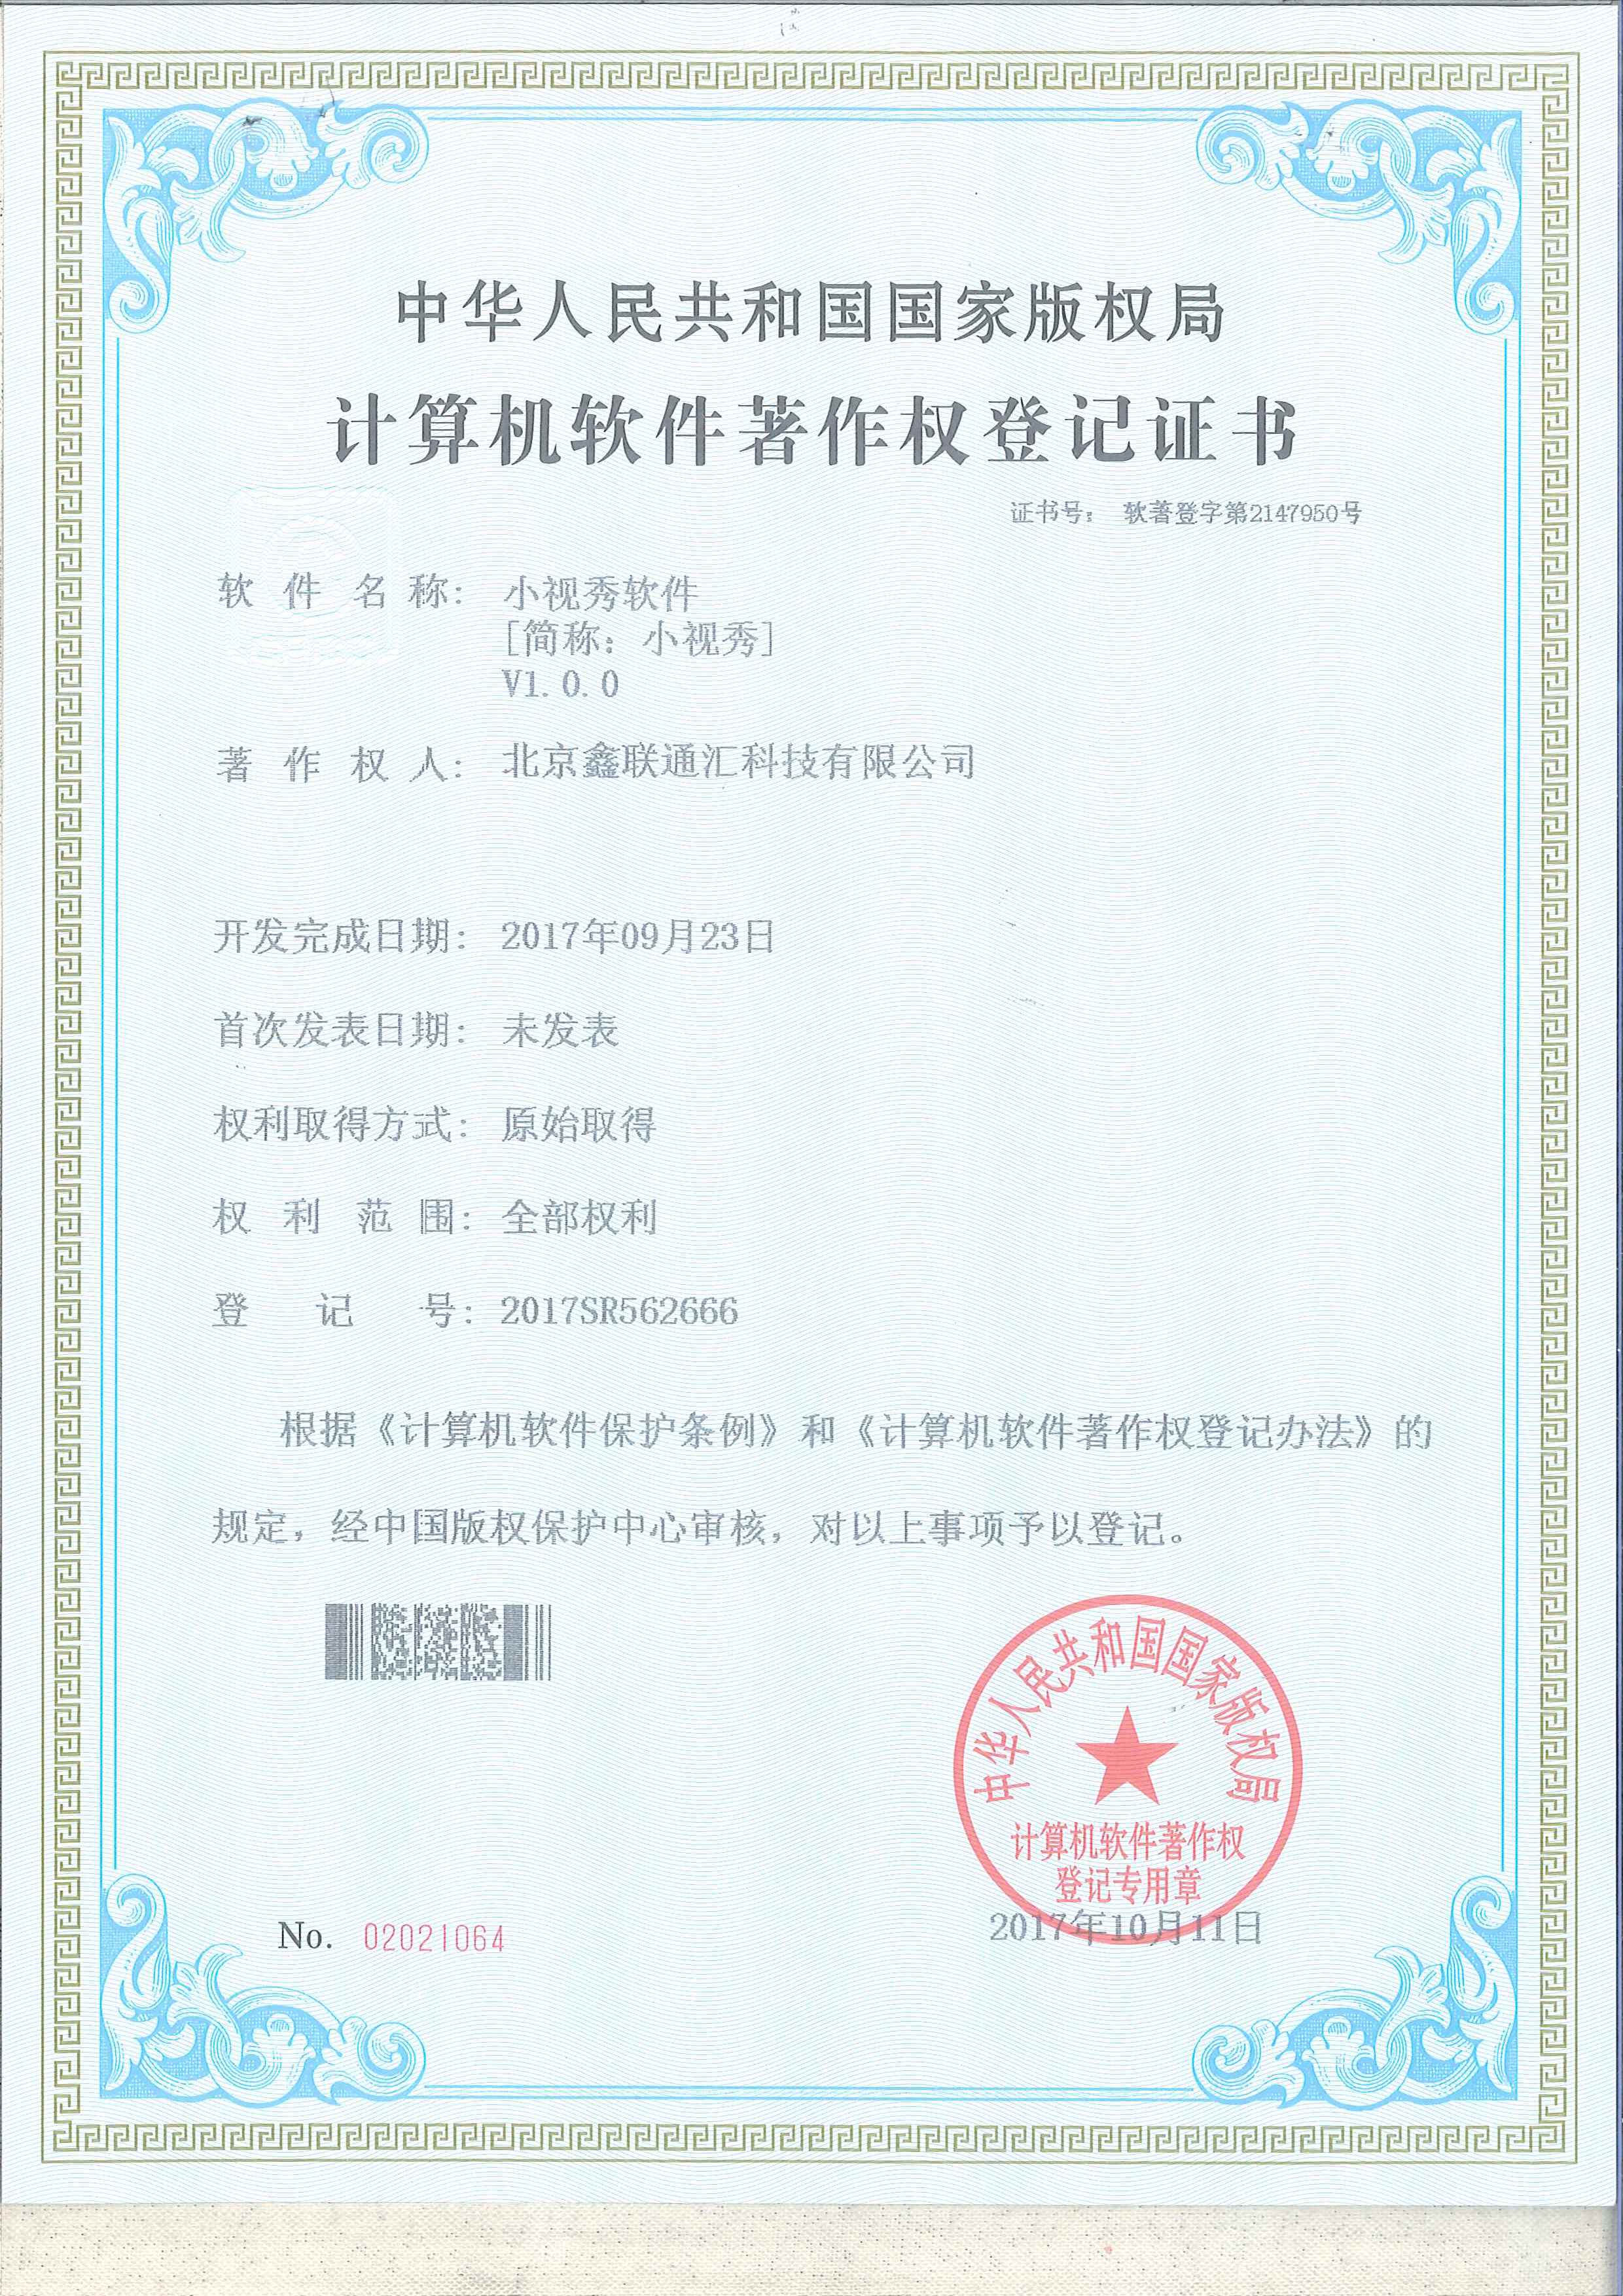 中华人民共和国国家版权局
计算机软件著作权登记证书
证书号： 软著登字第2147950号
软件名称： 小视秀软件
[简称：小视秀]
V1.0.0
著作权人： 北京鑫联通汇科技有限公司
开发完成日期： 2017年09月23日
首次发表日期： 未发表
权利取得方式： 原始取得
权利范围： 全部权利
登记号： 2017SR562666
根据《计算机软件保护条例》和《计算机软件著作权登记办法》的
规定，经中国版权保护中心审核，对以上事项予以登记。
中华人民共和国国家版权局
计算机软件著作权
登记专用章
2017年10月11日
No. 02021064